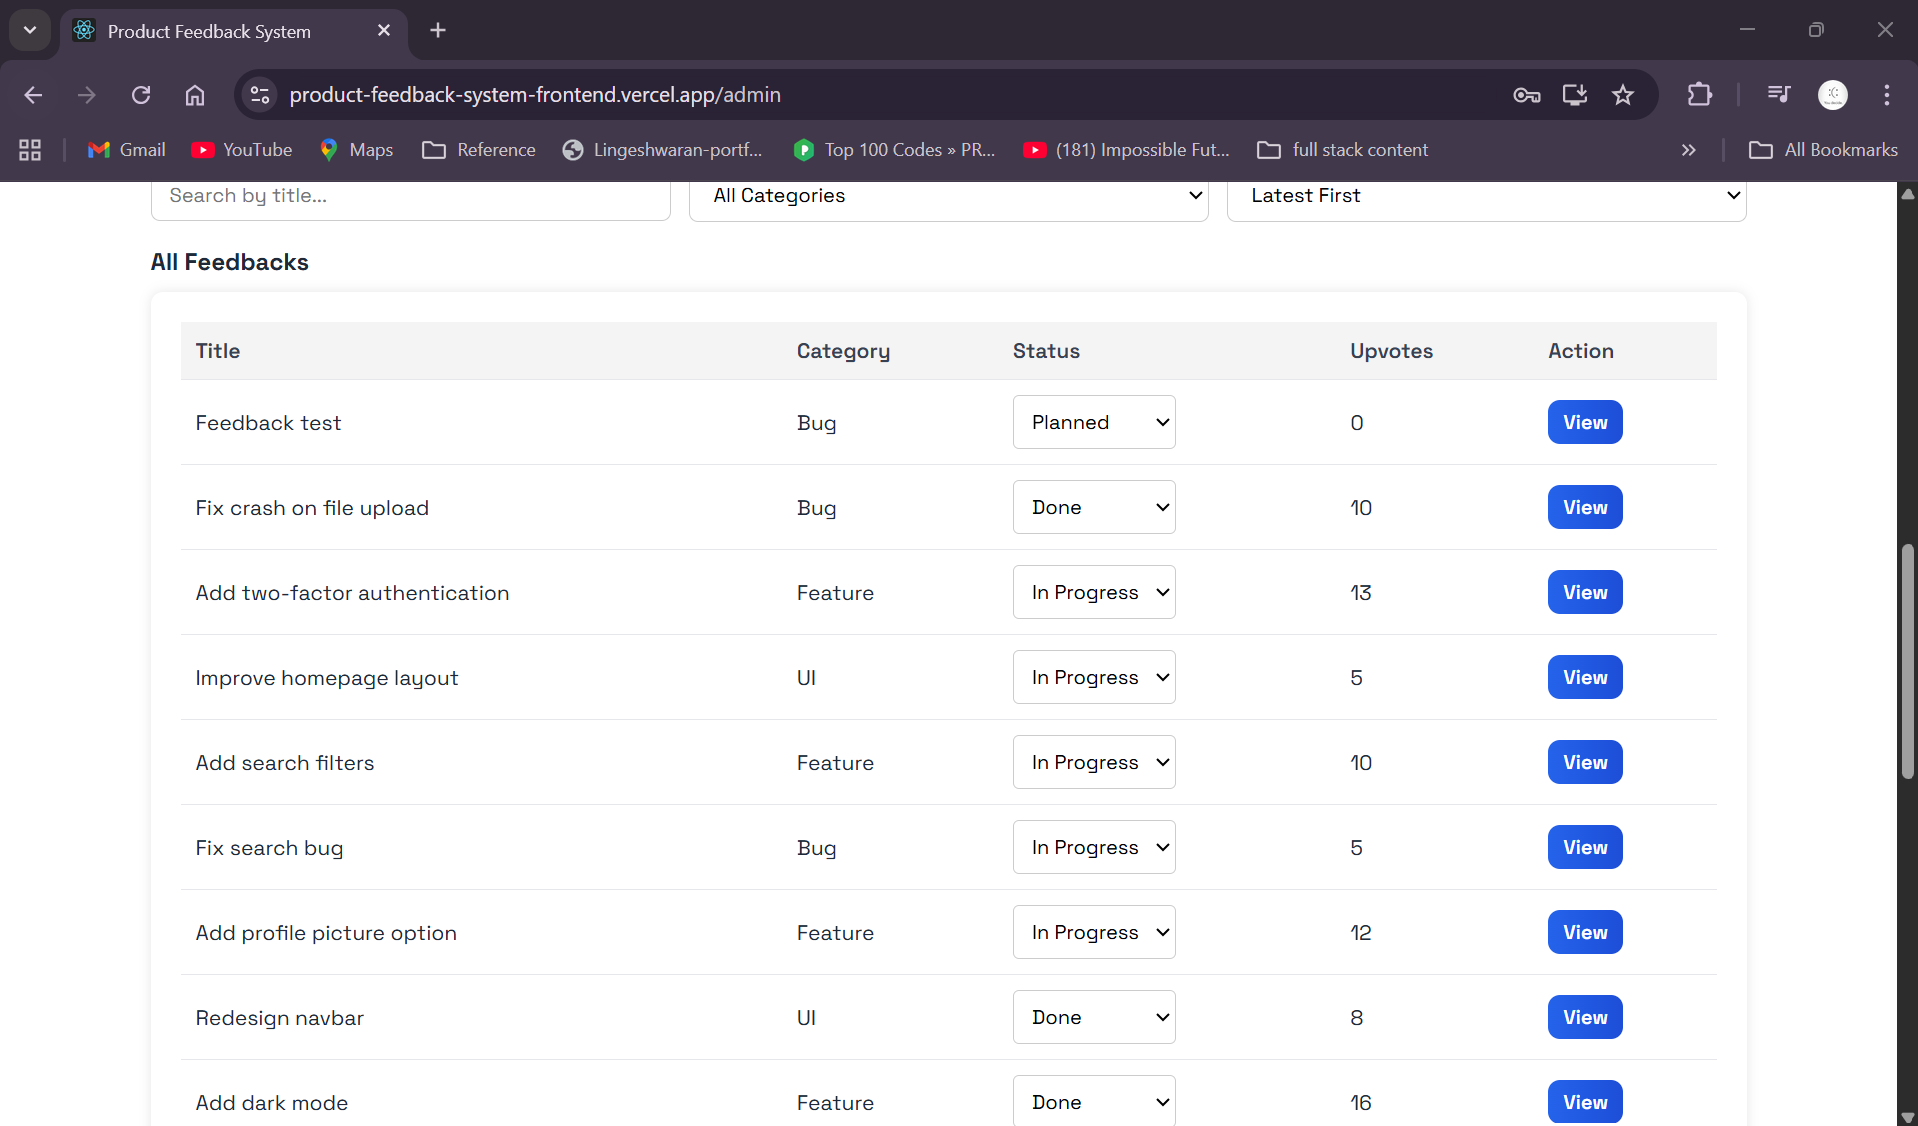 Product Feedback System
product-feedback-system-frontend.vercel.app/admin
Gmail YouTube Maps Reference Lingeshwaran-portf... Top 100 Codes » PR... (181) Impossible Fut... full stack content » All Bookmarks
Search by title... All Categories Latest First
All Feedbacks
Title Category Status Upvotes Action
Feedback test Bug Planned 0 View
Fix crash on file upload Bug Done 10 View
Add two-factor authentication Feature In Progress 13 View
Improve homepage layout UI In Progress 5 View
Add search filters Feature In Progress 10 View
Fix search bug Bug In Progress 5 View
Add profile picture option Feature In Progress 12 View
Redesign navbar UI Done 8 View
Add dark mode Feature Done 16 View